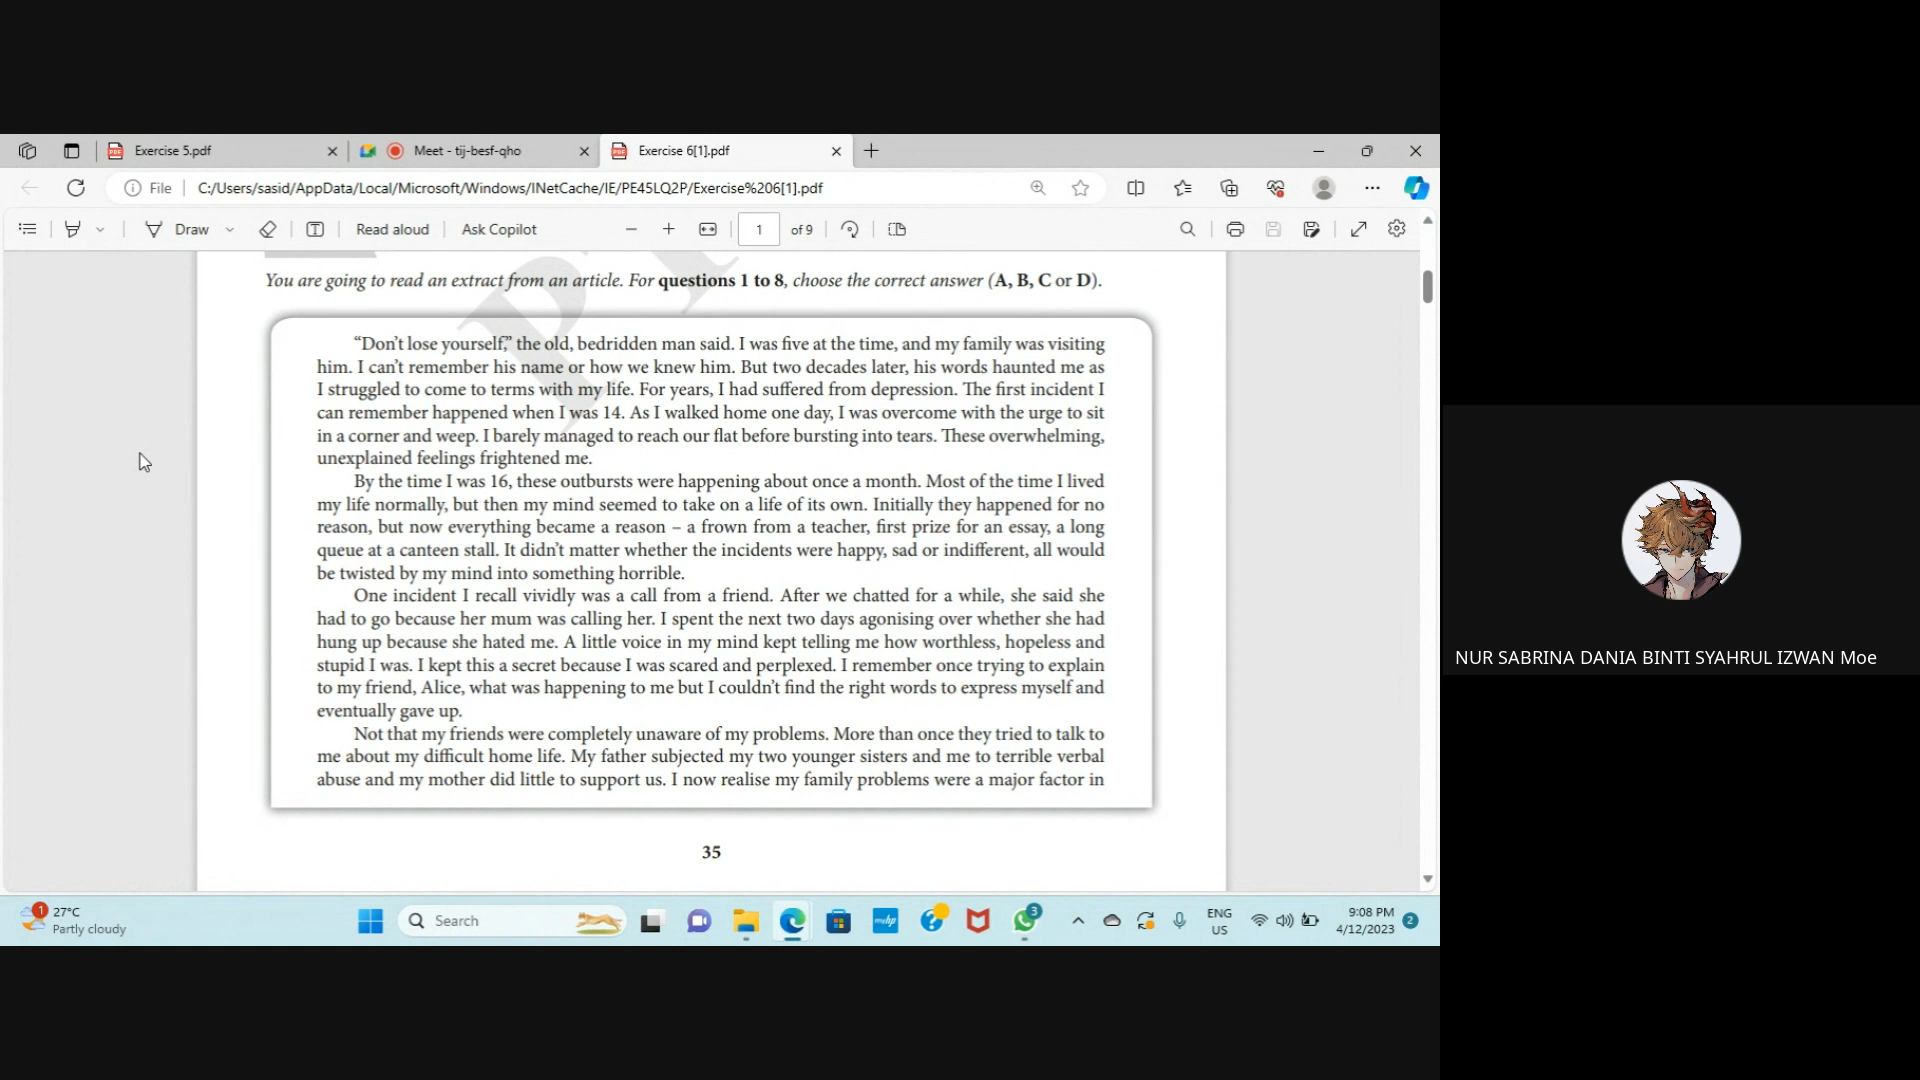 Exercise 5.pdf
Meet - tij-besf-qho
Exercise 6[1].pdf
File
C:/Users/sasid/AppData/Local/Microsoft/Windows/INetCache/IE/PE45LQ2P/Exercise%206[1].pdf
Draw
Read aloud
Ask Copilot
1 of 9
You are going to read an extract from an article. For questions 1 to 8, choose the correct answer (A, B, C or D).
“Don’t lose yourself,” the old, bedridden man said. I was five at the time, and my family was visiting
him. I can’t remember his name or how we knew him. But two decades later, his words haunted me as
I struggled to come to terms with my life. For years, I had suffered from depression. The first incident I
can remember happened when I was 14. As I walked home one day, I was overcome with the urge to sit
in a corner and weep. I barely managed to reach our flat before bursting into tears. These overwhelming,
unexplained feelings frightened me.
By the time I was 16, these outbursts were happening about once a month. Most of the time I lived
my life normally, but then my mind seemed to take on a life of its own. Initially they happened for no
reason, but now everything became a reason – a frown from a teacher, first prize for an essay, a long
queue at a canteen stall. It didn’t matter whether the incidents were happy, sad or indifferent, all would
be twisted by my mind into something horrible.
One incident I recall vividly was a call from a friend. After we chatted for a while, she said she
had to go because her mum was calling her. I spent the next two days agonising over whether she had
hung up because she hated me. A little voice in my mind kept telling me how worthless, hopeless and
stupid I was. I kept this a secret because I was scared and perplexed. I remember once trying to explain
to my friend, Alice, what was happening to me but I couldn’t find the right words to express myself and
eventually gave up.
Not that my friends were completely unaware of my problems. More than once they tried to talk to
me about my difficult home life. My father subjected my two younger sisters and me to terrible verbal
abuse and my mother did little to support us. I now realise my family problems were a major factor in
35
NUR SABRINA DANIA BINTI SYAHRUL IZWAN Moe
1
27°C
Partly cloudy
Search
myhp
3
ENG
US
9:08 PM
4/12/2023
2